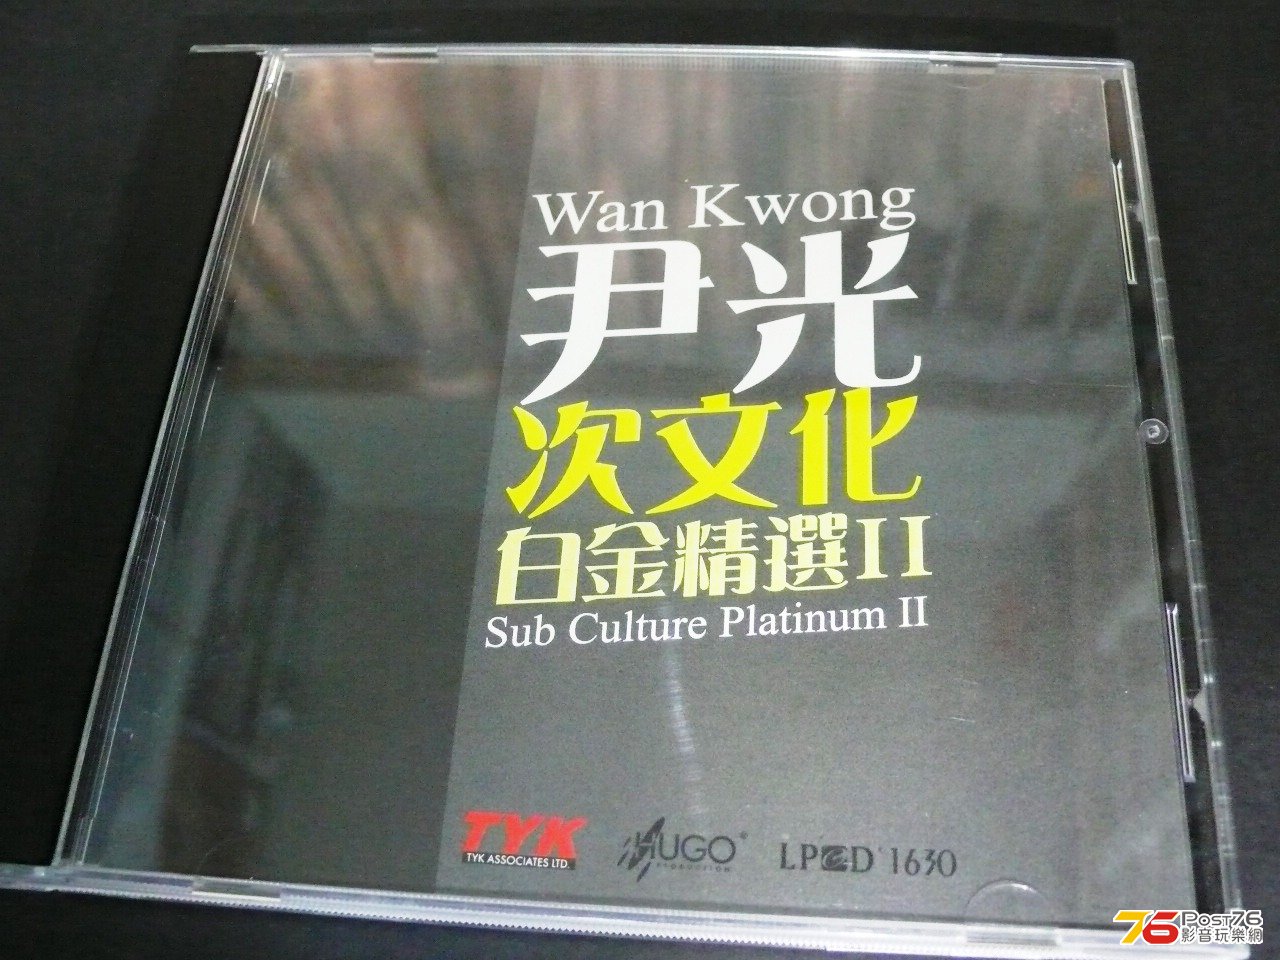 Wan Kwong
尹光
次文化
白金精選II
Sub Culture Platinum II
TYK
TYK ASSOCIATES LTD.
HUGO®
PRODUCTION
LPCD 1630
76 Post76
影音玩樂網